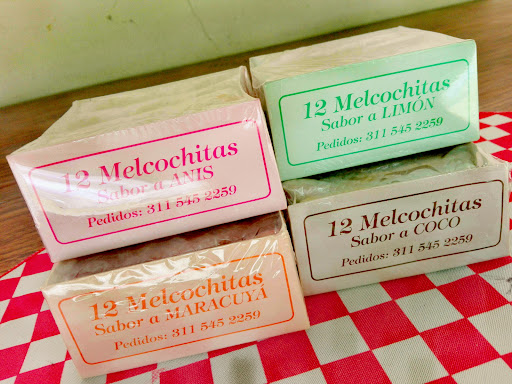 12 Melcochitas
Sabor a ANIS
Pedidos: 311 545 2259
12 Melcochitas
Sabor a LIMÓN
Pedidos: 311 545 2259
12 Melcochitas
Sabor a MARACUYA
Pedidos: 311 545 2259
12 Melcochitas
Sabor a COCO
Pedidos: 311 545 2259